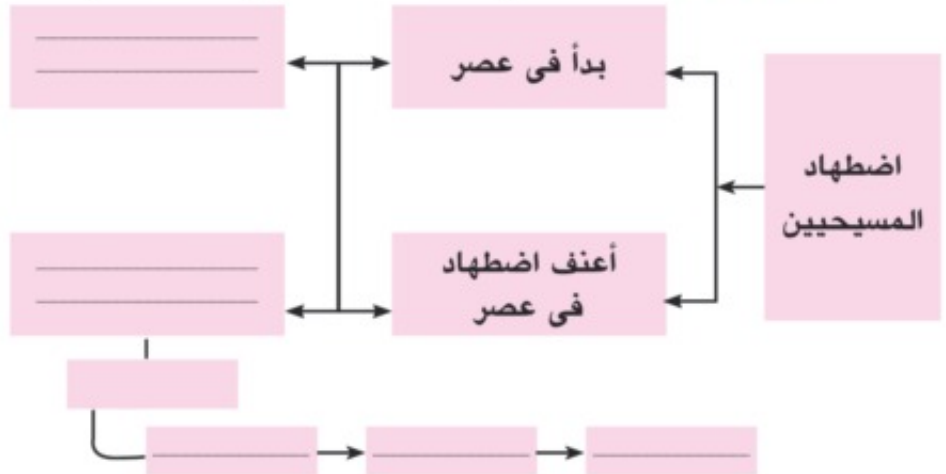 اضطهاد
المسيحيين
بدأ فى عصر
أعنف اضطهاد
فى عصر